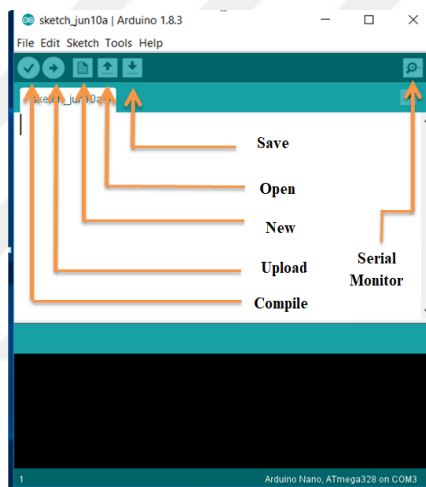 sketch_jun10a | Arduino 1.8.3
File Edit Sketch Tools Help
sketch_jun10a
Save
Open
New
Upload
Serial
Monitor
Compile
1
Arduino Nano, ATmega328 on COM3